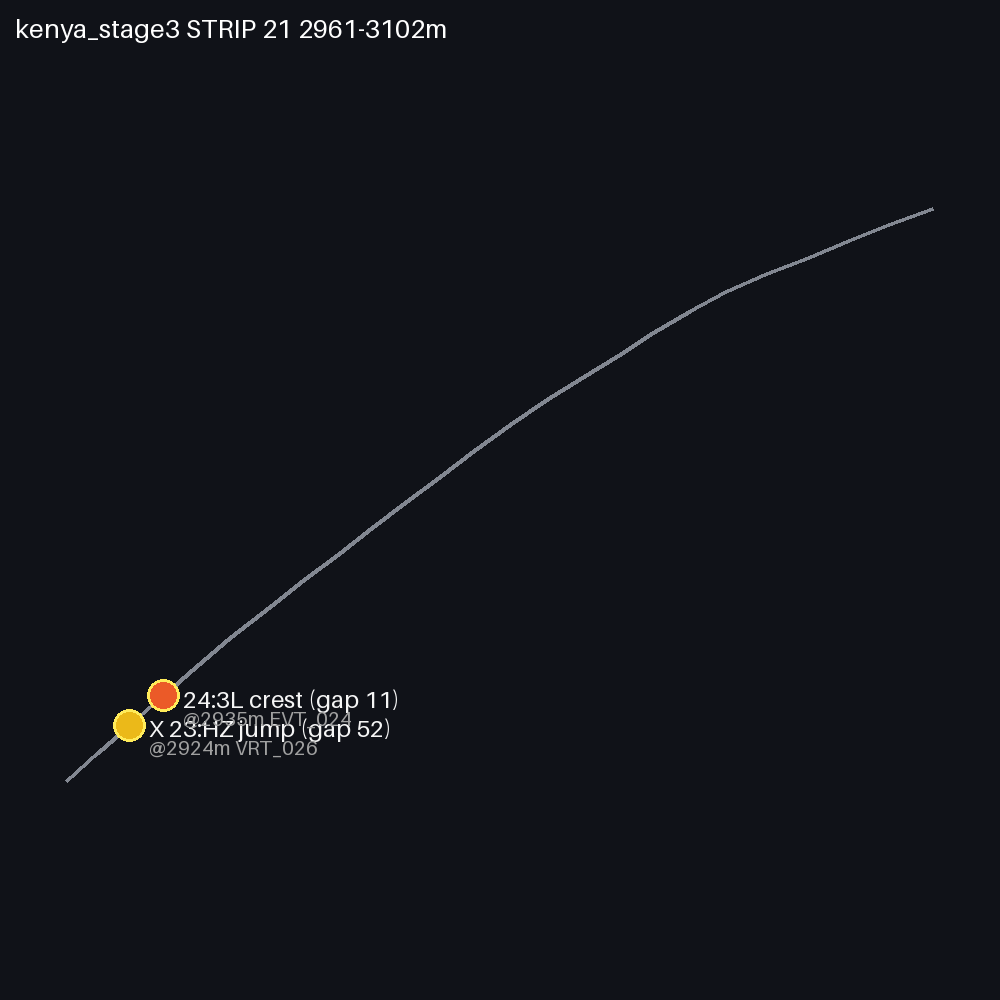 kenya_stage3 STRIP 21 2961-3102m
24:3L crest (gap 11)
@2935m EVT_024
X 23:HZ jump (gap 52)
@2924m VRT_026